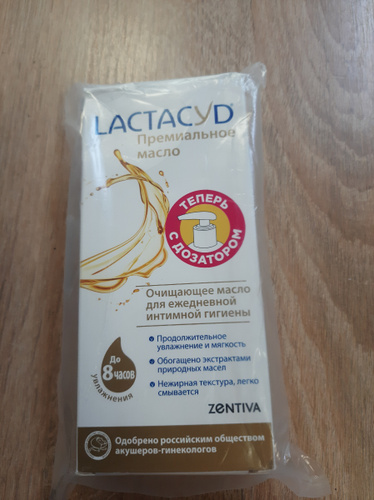 LACTACYD®
Премиальное
масло
ТЕПЕРЬ
С ДОЗАТОРОМ
Очищающее масло
для ежедневной
интимной гигиены
До
8 часов
увлажнения
Продолжительное
увлажнение и мягкость
Обогащено экстрактами
природных масел
Нежирная текстура, легко
смывается
ZENTIVA
Одобрено российским обществом
акушеров-гинекологов